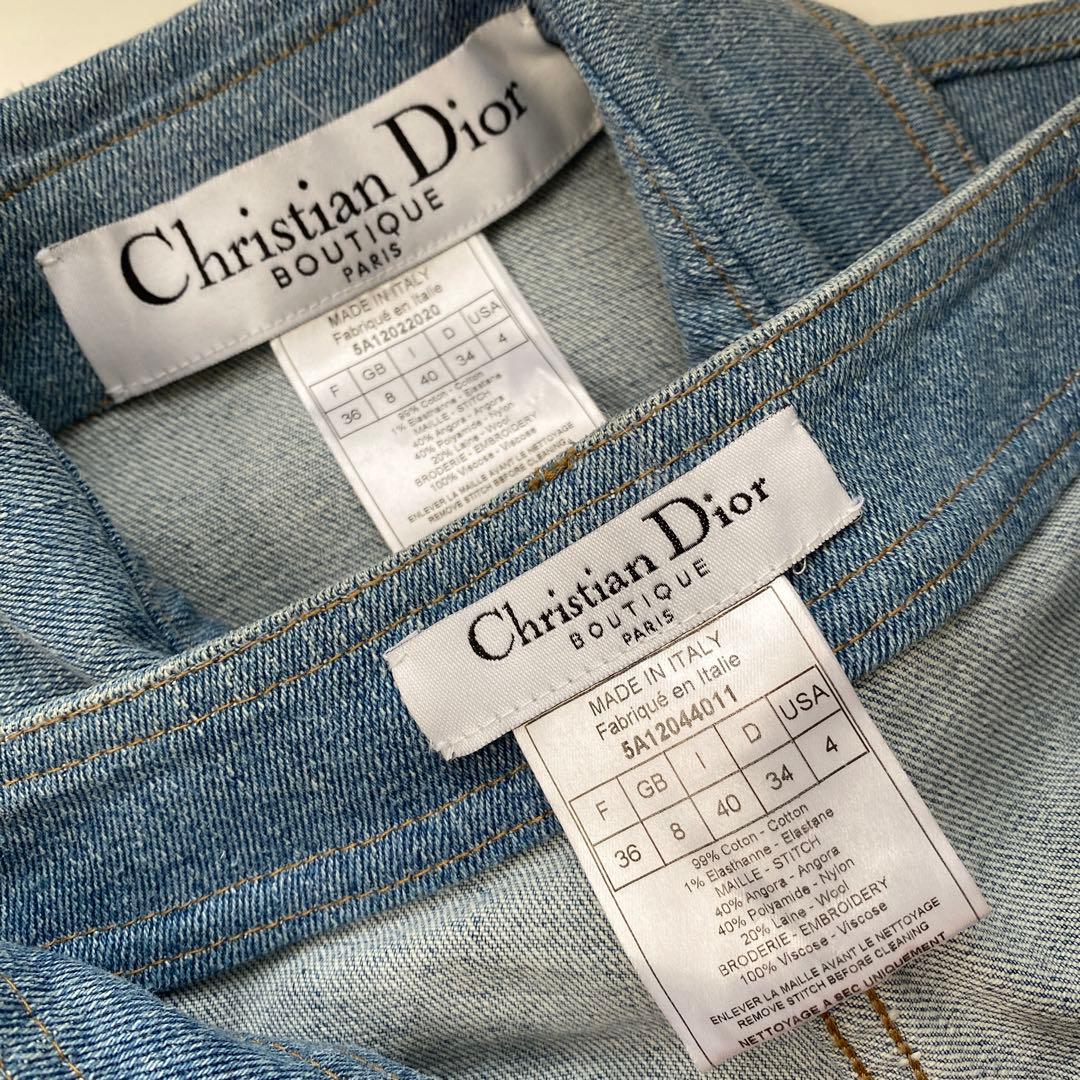 Christian Dior
BOUTIQUE
PARIS
MADE IN ITALY
Fabriqué en Italie
5A12022020
F GB I D USA
36 8 40 34 4
99% Coton - Cotton
1% Elasthanne - Elastane
MAILLE - STITCH
40% Angora - Angora
40% Polyamide - Nylon
20% Laine - Wool
BRODERIE - EMBROIDERY
100% Viscose - Viscose
ENLEVER LA MAILLE AVANT LE NETTOYAGE
REMOVE STITCH BEFORE CLEANING
Christian Dior
BOUTIQUE
PARIS
MADE IN ITALY
Fabriqué en Italie
5A12044011
F GB I D USA
36 8 40 34 4
99% Coton - Cotton
1% Elasthanne - Elastane
MAILLE - STITCH
40% Angora - Angora
40% Polyamide - Nylon
20% Laine - Wool
BRODERIE - EMBROIDERY
100% Viscose - Viscose
ENLEVER LA MAILLE AVANT LE NETTOYAGE
REMOVE STITCH BEFORE CLEANING
NETTOYAGE A SEC UNIQUEMENT